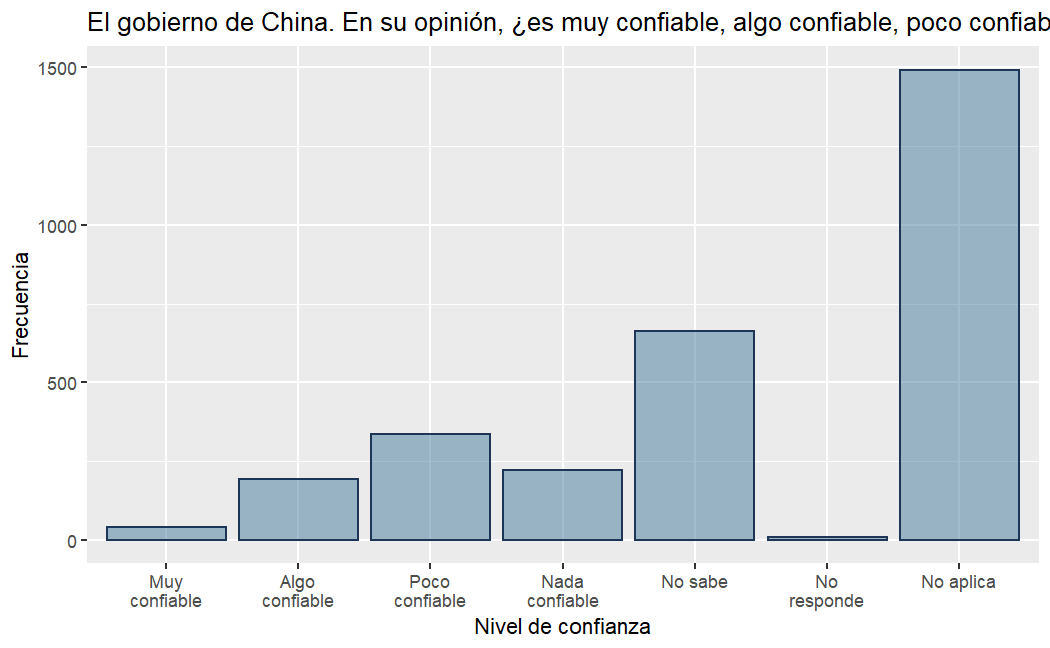 El gobierno de China. En su opinión, ¿es muy confiable, algo confiable, poco confiab
1500
1000
500
0
Frecuencia
Muy
confiable
Algo
confiable
Poco
confiable
Nada
confiable
No sabe
No
responde
No aplica
Nivel de confianza